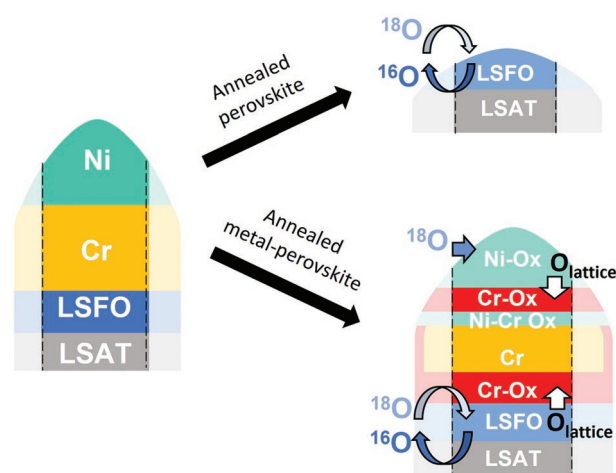 Ni
Cr
LSFO
LSAT
Annealed
perovskite
18O
16O
LSFO
LSAT
Annealed
metal-perovskite
18O
Ni-Ox
Olattice
Cr-Ox
Ni-Cr Ox
Cr
Cr-Ox
18O
16O
LSFO
Olattice
LSAT